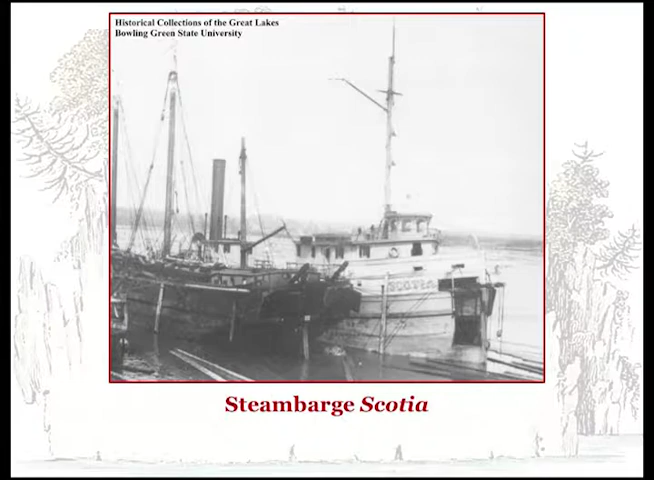 Historical Collections of the Great Lakes
Bowling Green State University
SCOTIA
Steambarge Scotia